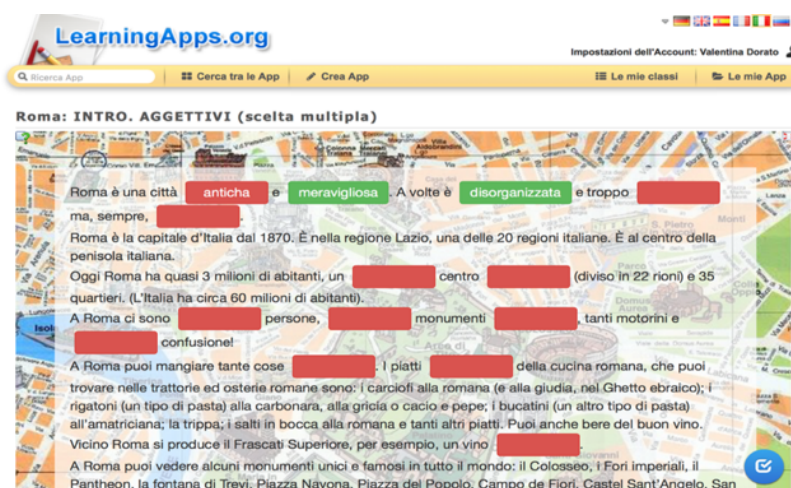 LearningApps.org
Impostazioni dell'Account: Valentina Dorato
Ricerca App
Cerca tra le App
Crea App
Le mie classi
Le mie App
Roma: INTRO. AGGETTIVI (scelta multipla)
Roma è una città anticha e meravigliosa. A volte è disorganizzata e troppo
ma, sempre, .
Roma è la capitale d'Italia dal 1870. È nella regione Lazio, una delle 20 regioni italiane. È al centro della
penisola italiana.
Oggi Roma ha quasi 3 milioni di abitanti, un centro (diviso in 22 rioni) e 35
quartieri. (L'Italia ha circa 60 milioni di abitanti).
A Roma ci sono persone, monumenti , tanti motorini e
confusione!
A Roma puoi mangiare tante cose . I piatti della cucina romana, che puoi
trovare nelle trattorie ed osterie romane sono: i carciofi alla romana (e alla giudia, nel Ghetto ebraico); i
rigatoni (un tipo di pasta) alla carbonara, alla gricia o cacio e pepe; i bucatini (un altro tipo di pasta)
all'amatriciana; la trippa; i salti in bocca alla romana e tanti altri piatti. Puoi anche bere del buon vino.
Vicino Roma si produce il Frascati Superiore, per esempio, un vino .
A Roma puoi vedere alcuni monumenti unici e famosi in tutto il mondo: il Colosseo, i Fori imperiali, il
Pantheon, la fontana di Trevi, Piazza Navona, Piazza del Popolo, Campo de Fiori, Castel Sant'Angelo, San